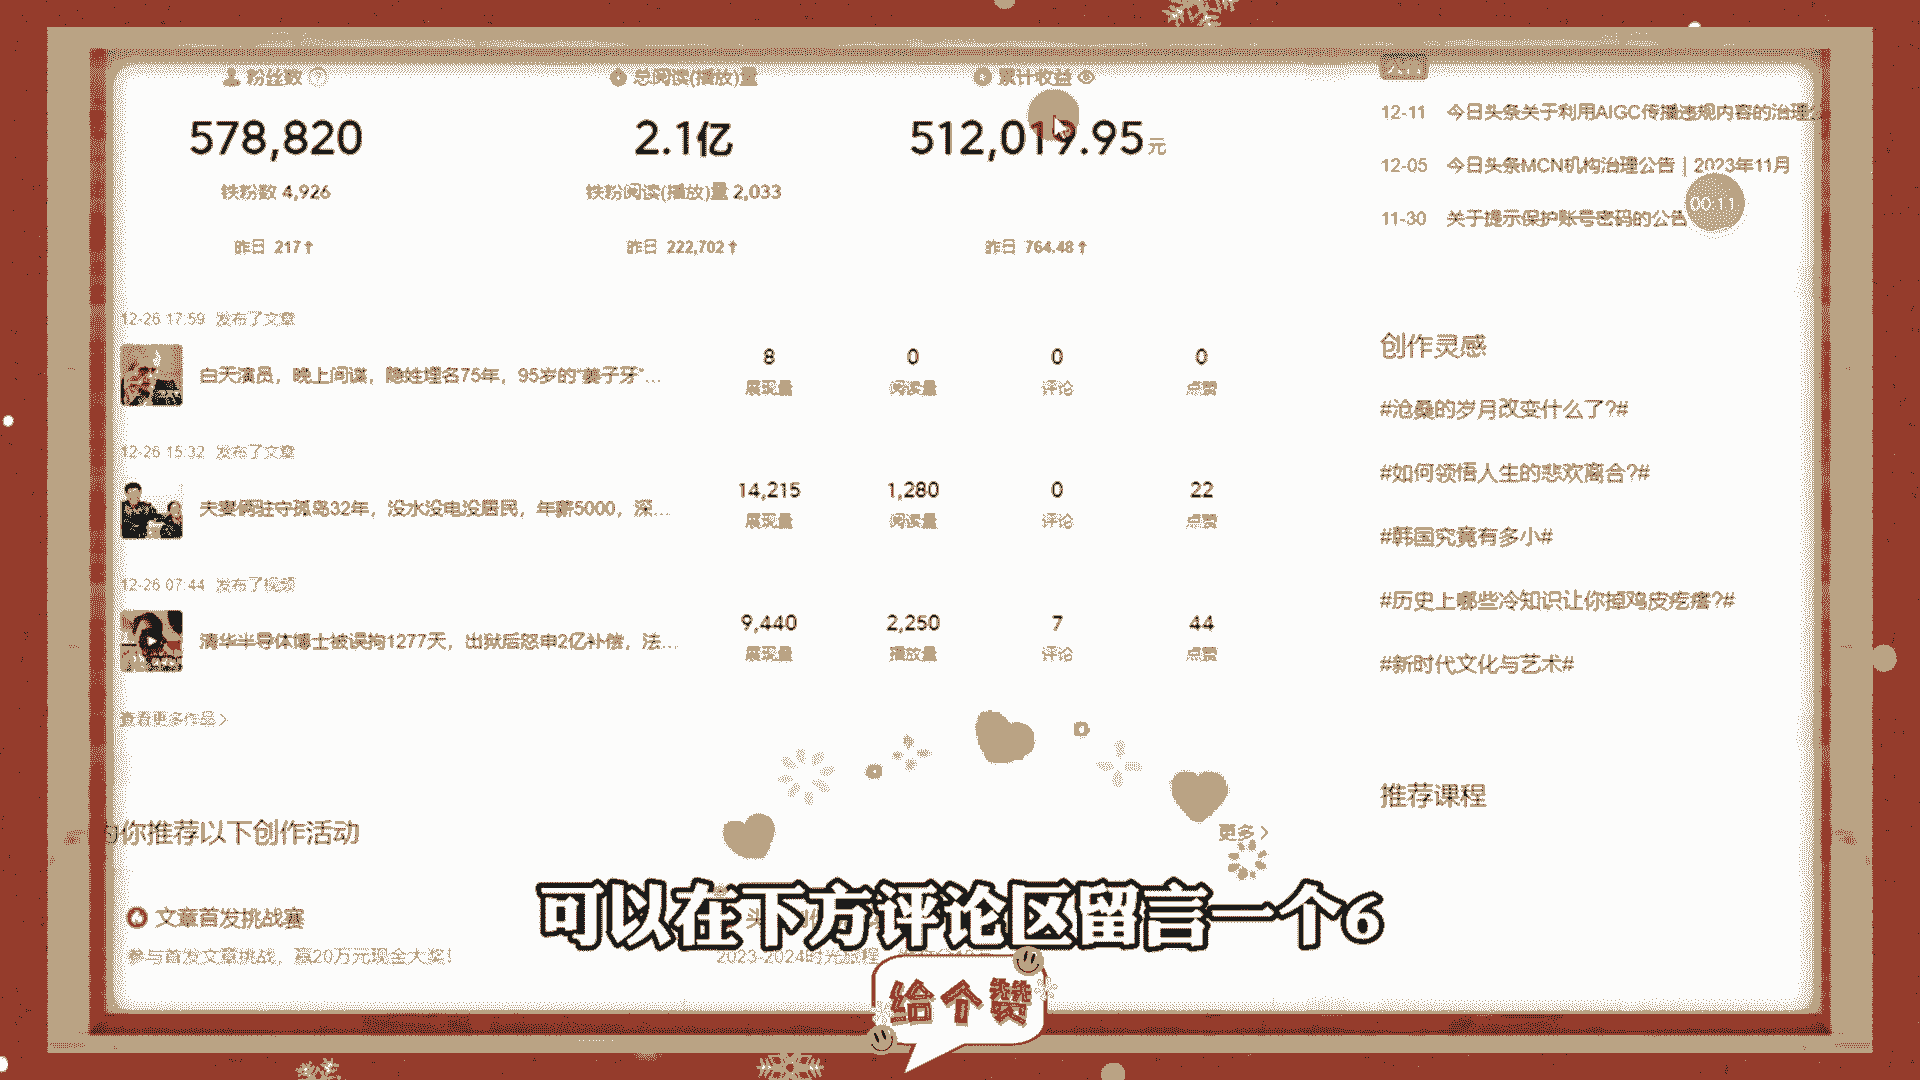 粉丝数
总阅读(播放)量
累计收益
578,820
2.1亿
512,019.95元
铁粉数 4,926
铁粉阅读(播放)量 2,033
昨日 217↑
昨日 222,702↑
昨日 764.48↑
公告
12-11 今日头条关于利用AIGC传播违规内容的治理公
12-05 今日头条MCN机构治理公告｜2023年11月
11-30 关于提示保护账号密码的公告
00:11
12-26 17:59 发布了文章
白天演员，晚上间谍，隐姓埋名75年，95岁的“姜子牙”...
8 0 0 0
展现量 阅读量 评论 点赞
12-26 15:32 发布了文章
夫妻俩驻守孤岛32年，没水没电没居民，年薪5000，深...
14,215 1,280 0 22
展现量 阅读量 评论 点赞
12-26 07:44 发布了视频
清华半导体博士被误拘1277天，出狱后怒申2亿补偿，法...
9,440 2,250 7 44
展现量 播放量 评论 点赞
查看更多作品 >
创作灵感
#沧桑的岁月改变什么了?#
#如何领悟人生的悲欢离合?#
#韩国究竟有多小#
#历史上哪些冷知识让你掉鸡皮疙瘩?#
#新时代文化与艺术#
推荐课程
为你推荐以下创作活动
更多 >
文章首发挑战赛
参与首发文章挑战，赢20万元现金大奖！
2023-2024时光旅程
可以在下方评论区留言一个6
给个赞